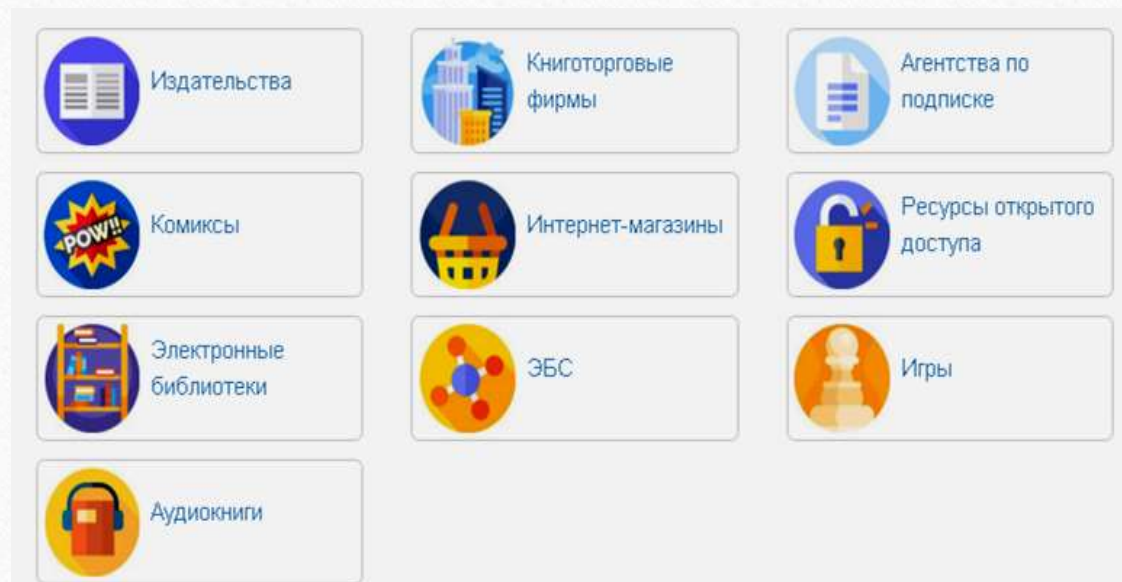 Издательства
Книготорговые
фирмы
Агентства по
подписке
POW!!
Комиксы
Интернет-магазины
Ресурсы открытого
доступа
Электронные
библиотеки
ЭБС
Игры
Аудиокниги